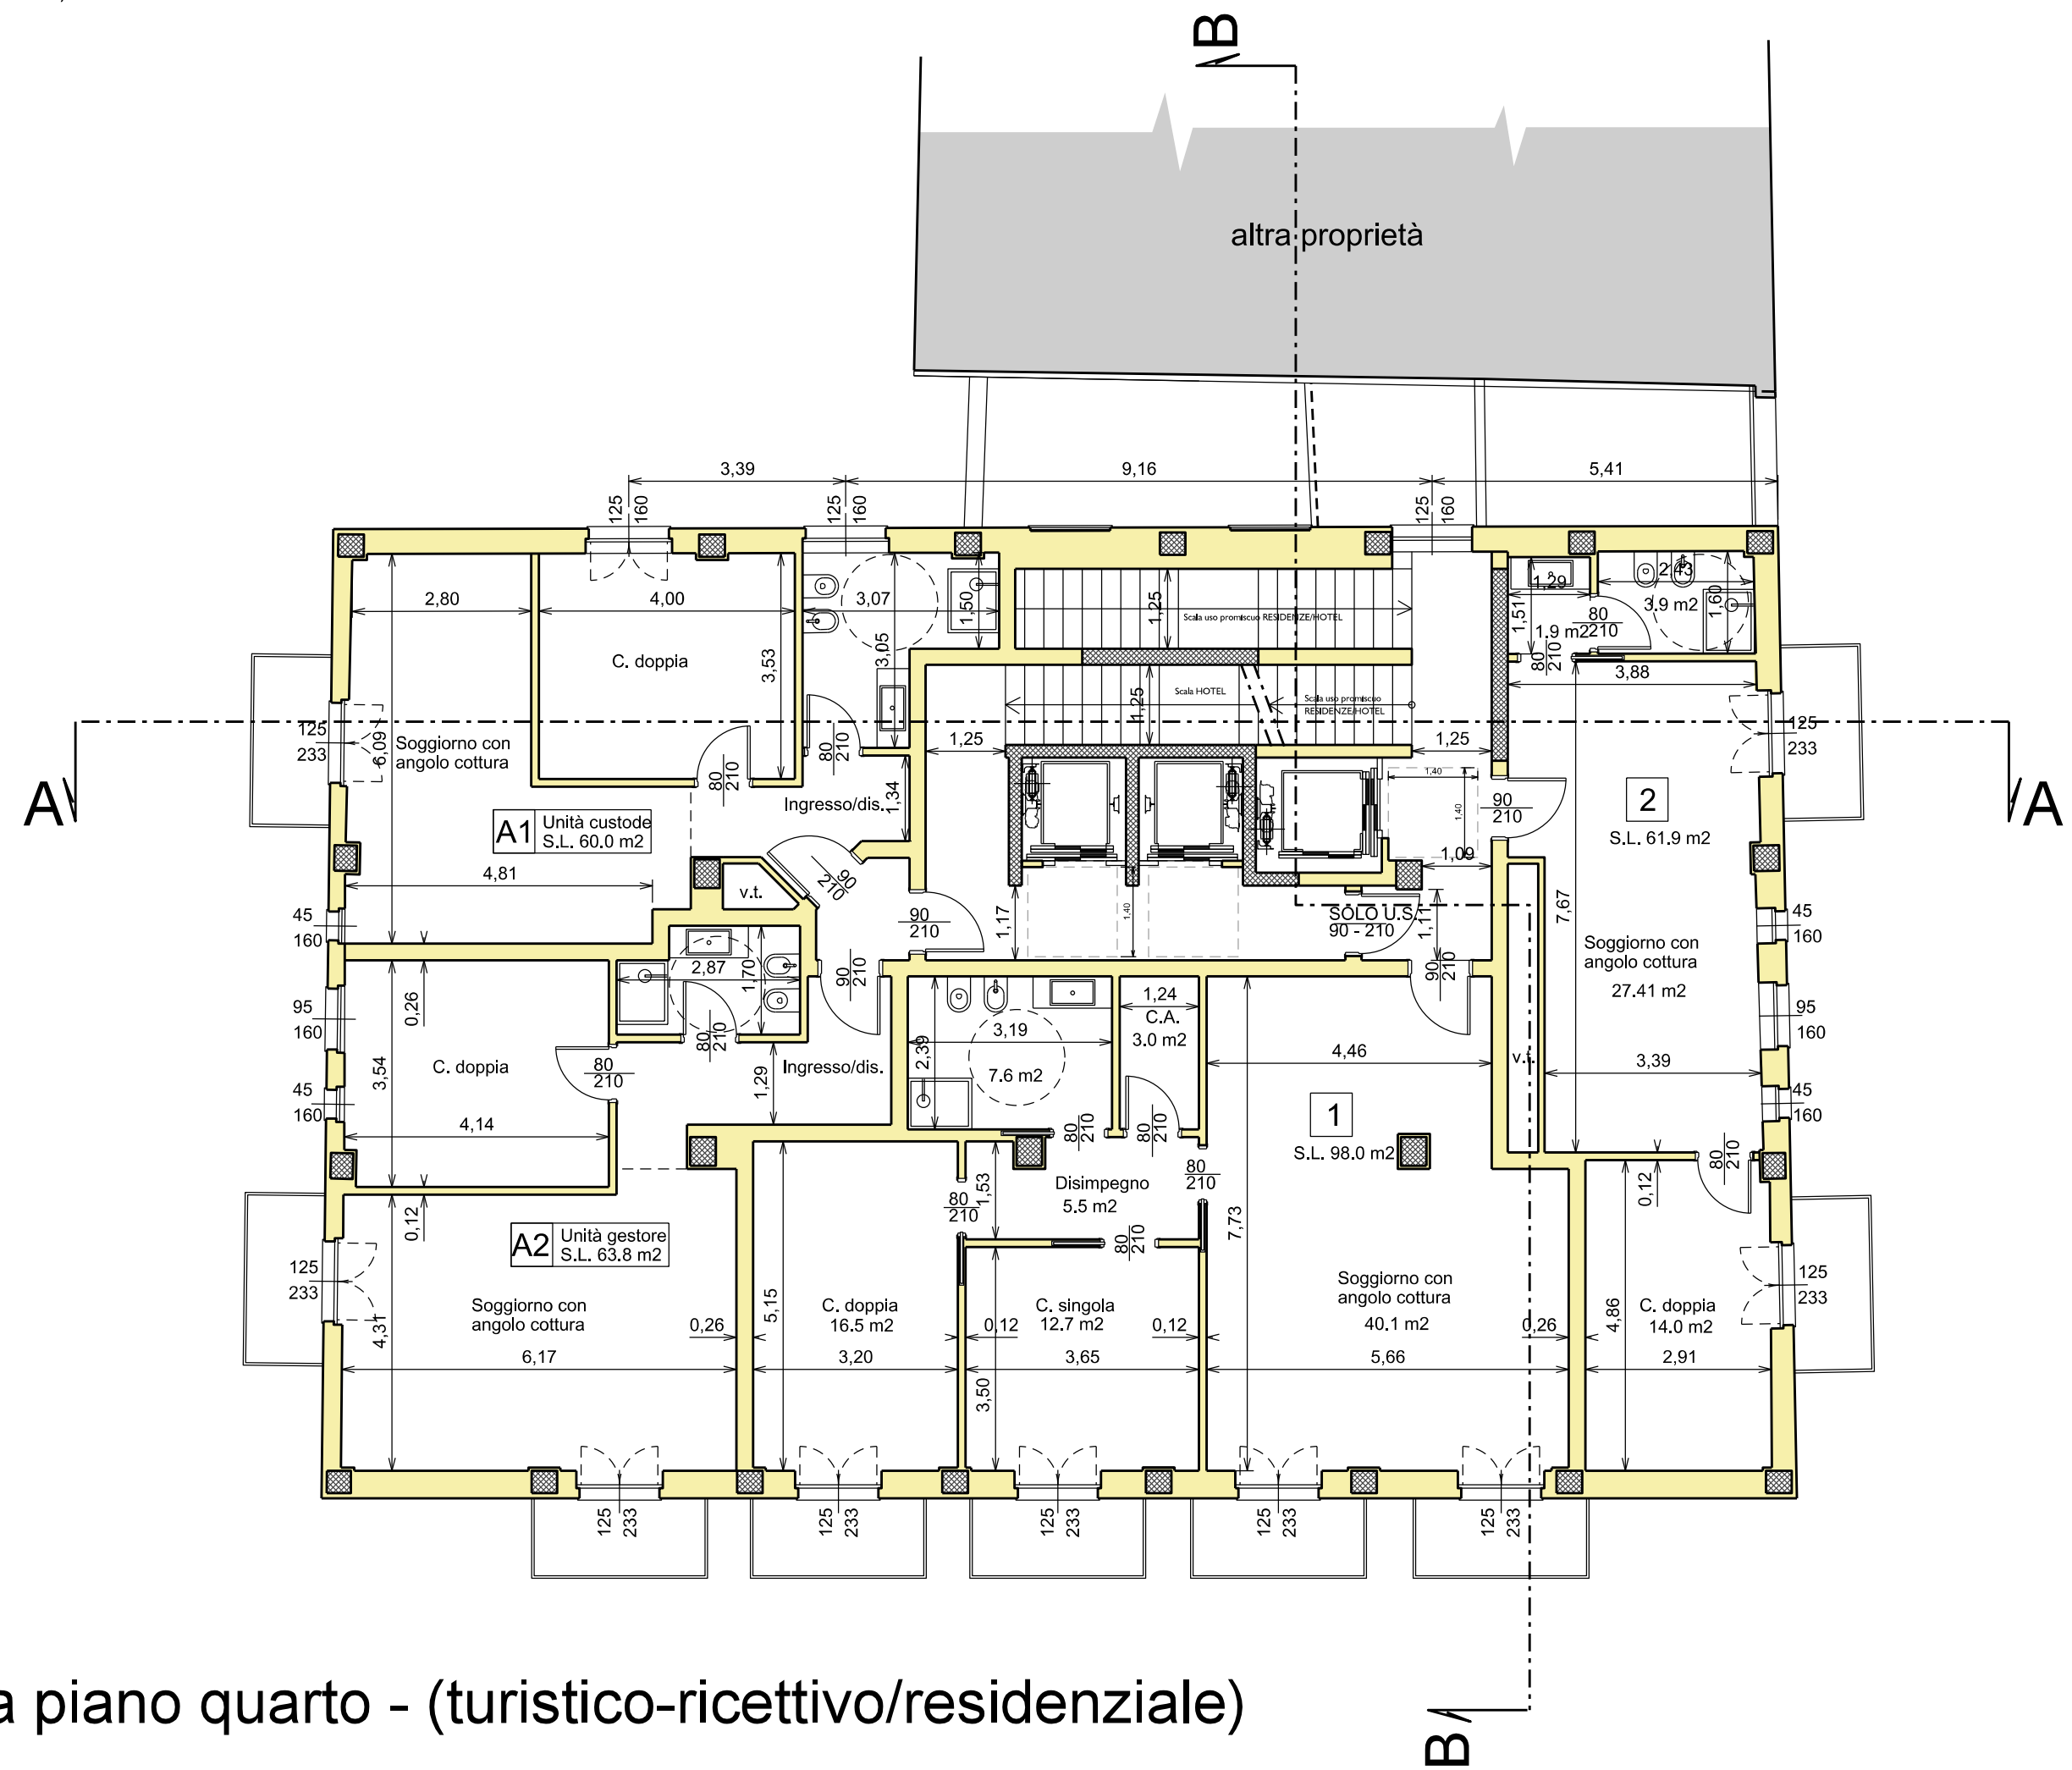 B
altra proprietà
3,39
9,16
5,41
125
160
125
160
125
160
2,80
4,00
3,07
1,50
1,25
Scala uso promiscuo RESIDENZE/HOTEL
1,51
1,29
2,43
3.9 m2
1,60
80
210
1.9 m2
80
210
C. doppia
3,53
3,05
1,25
Scala HOTEL
Scala uso promiscuo
RESIDENZE/HOTEL
3,88
125
233
6,09
Soggiorno con
angolo cottura
80
210
80
210
1,25
1,25
125
233
A
A
Ingresso/dis.
1,34
1,40
1,40
90
210
2
S.L. 61.9 m2
A1
Unità custode
S.L. 60.0 m2
4,81
v.t.
90
210
1,09
45
160
90
210
1,17
1,40
SOLO U.S.
90 - 210
1,11
7,67
45
160
Soggiorno con
angolo cottura
27.41 m2
2,87
1,70
90
210
90
210
95
160
0,26
3,54
C. doppia
80
210
80
210
Ingresso/dis.
1,29
2,39
3,19
7.6 m2
1,24
C.A.
3.0 m2
4,46
v.t.
3,39
95
160
45
160
4,14
80
210
80
210
1
S.L. 98.0 m2
45
160
80
210
0,12
80
210
1,53
Disimpegno
5.5 m2
80
210
7,73
0,12
A2
Unità gestore
S.L. 63.8 m2
80
210
125
233
4,31
Soggiorno con
angolo cottura
0,26
6,17
5,15
C. doppia
16.5 m2
3,20
0,12
C. singola
12.7 m2
0,12
3,65
3,50
Soggiorno con
angolo cottura
40.1 m2
0,26
5,66
4,86
C. doppia
14.0 m2
2,91
125
233
125
233
125
233
125
233
125
233
125
233
a piano quarto - (turistico-ricettivo/residenziale)
B